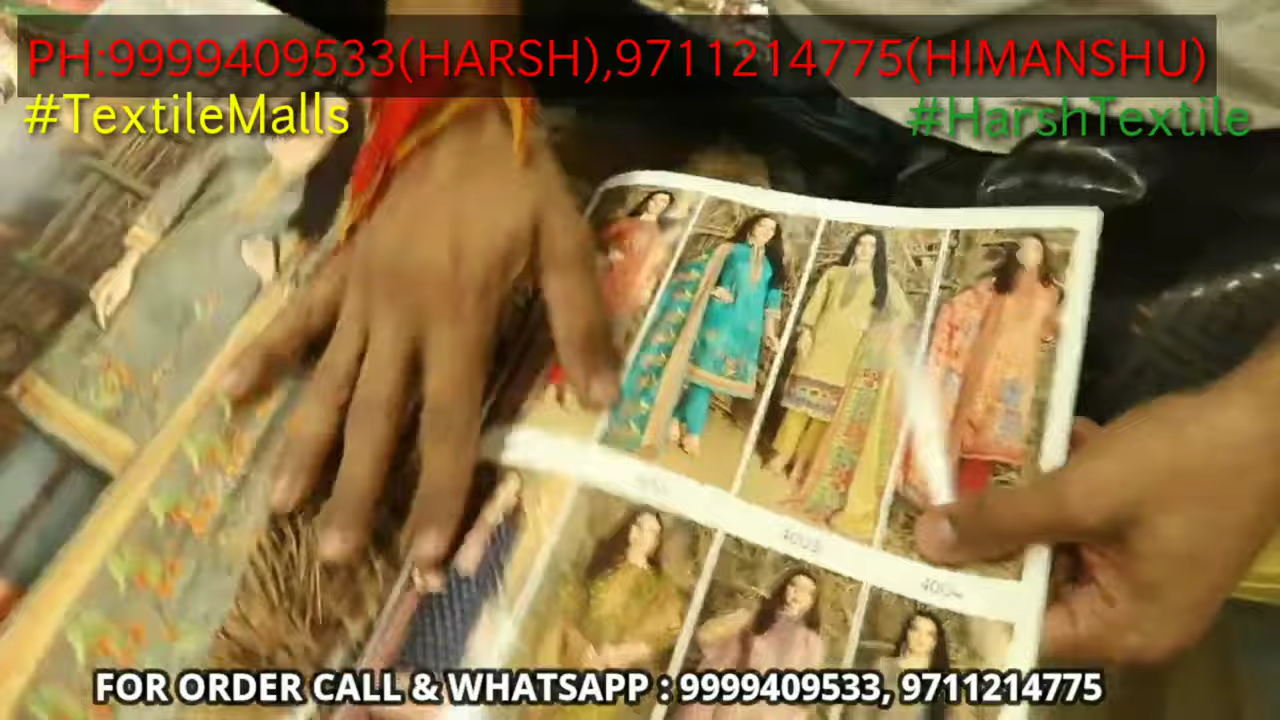 PH:9999409533(HARSH),9711214775(HIMANSHU)
#TextileMalls
#HarshTextile
4003
4004
FOR ORDER CALL & WHATSAPP : 9999409533, 9711214775